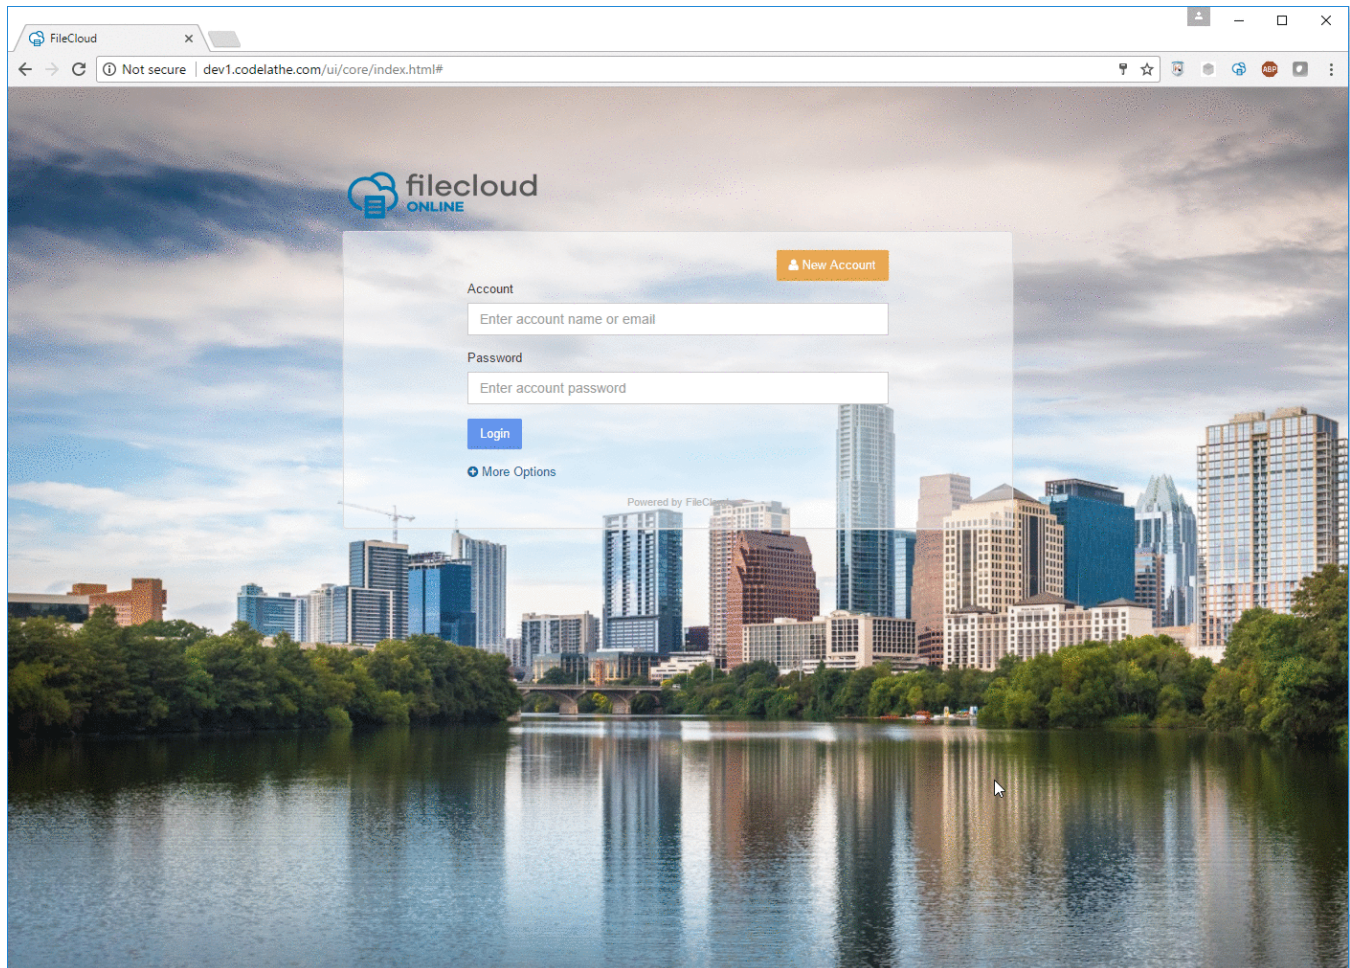 FileCloud
Not secure
dev1.codelathe.com/ui/core/index.html#
ABP
filecloud
ONLINE
New Account
Account
Enter account name or email
Password
Enter account password
Login
More Options
Powered by